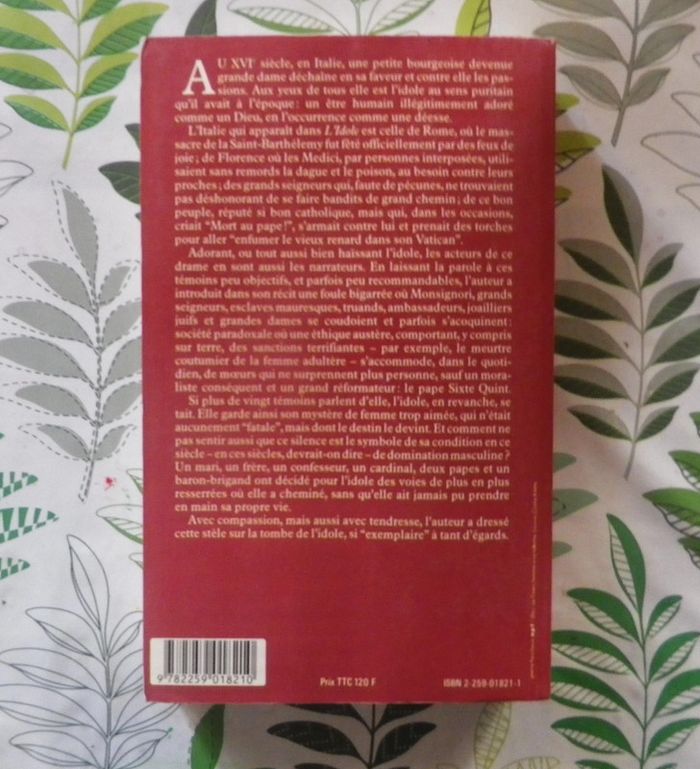 AU XVIe siècle, en Italie, une petite bourgeoise devenue
grande dame déchaîne en sa faveur et contre elle les pas-
sions. Aux yeux de tous elle est l'idole au sens puritain
qu'il avait à l'époque : un être humain illégitimement adoré
comme un Dieu, en l'occurrence comme une déesse.
L'Italie qui apparaît dans L'Idole est celle de Rome, où le mas-
sacre de la Saint-Barthélemy fut fêté officiellement par des feux de
joie ; de Florence où les Medici, par personnes interposées, utili-
saient sans remords la dague et le poison, au besoin contre leurs
proches ; des grands seigneurs qui, faute de pécunes, ne trouvaient
pas déshonorant de se faire bandits de grand chemin ; de ce bon
peuple, réputé si bon catholique, mais qui, dans les occasions,
criait "Mort au pape !", s'armait contre lui et prenait des torches
pour aller "enfumer le vieux renard dans son Vatican".
Adorant, ou tout aussi bien haïssant l'idole, les acteurs de ce
drame en sont aussi les narrateurs. En laissant la parole à ces
témoins peu objectifs, et parfois peu recommandables, l'auteur a
introduit dans son récit une foule bigarrée où Monsignori, grands
seigneurs, esclaves mauresques, truands, ambassadeurs, joailliers
juifs et grandes dames se coudoient et parfois s'acoquinent :
société paradoxale où une éthique austère, comportant, y compris
sur terre, des sanctions terrifiantes – par exemple, le meurtre
coutumier de la femme adultère – s'accommode, dans le quoti-
dien, de mœurs qui ne surprennent plus personne, sauf un mora-
liste conséquent et un grand réformateur : le pape Sixte Quint.
Si plus de vingt témoins parlent d'elle, l'idole, en revanche, se
tait. Elle garde ainsi son mystère de femme trop aimée, qui n'était
aucunement "fatale", mais dont le destin le devint. Et comment ne
pas sentir aussi que ce silence est le symbole de sa condition en ce
siècle – en ces siècles, devrait-on dire – de domination masculine ?
Un mari, un frère, un confesseur, un cardinal, deux papes et un
baron-brigand ont décidé pour l'idole des voies de plus en plus
resserrées où elle a cheminé, sans qu'elle ait jamais pu prendre
en main sa propre vie.
Avec compassion, mais aussi avec tendresse, l'auteur a dressé
cette stèle sur la tombe de l'idole, si "exemplaire" à tant d'égards.
9 782259 018210
Prix TTC 120 F
ISBN 2-259-01821-1